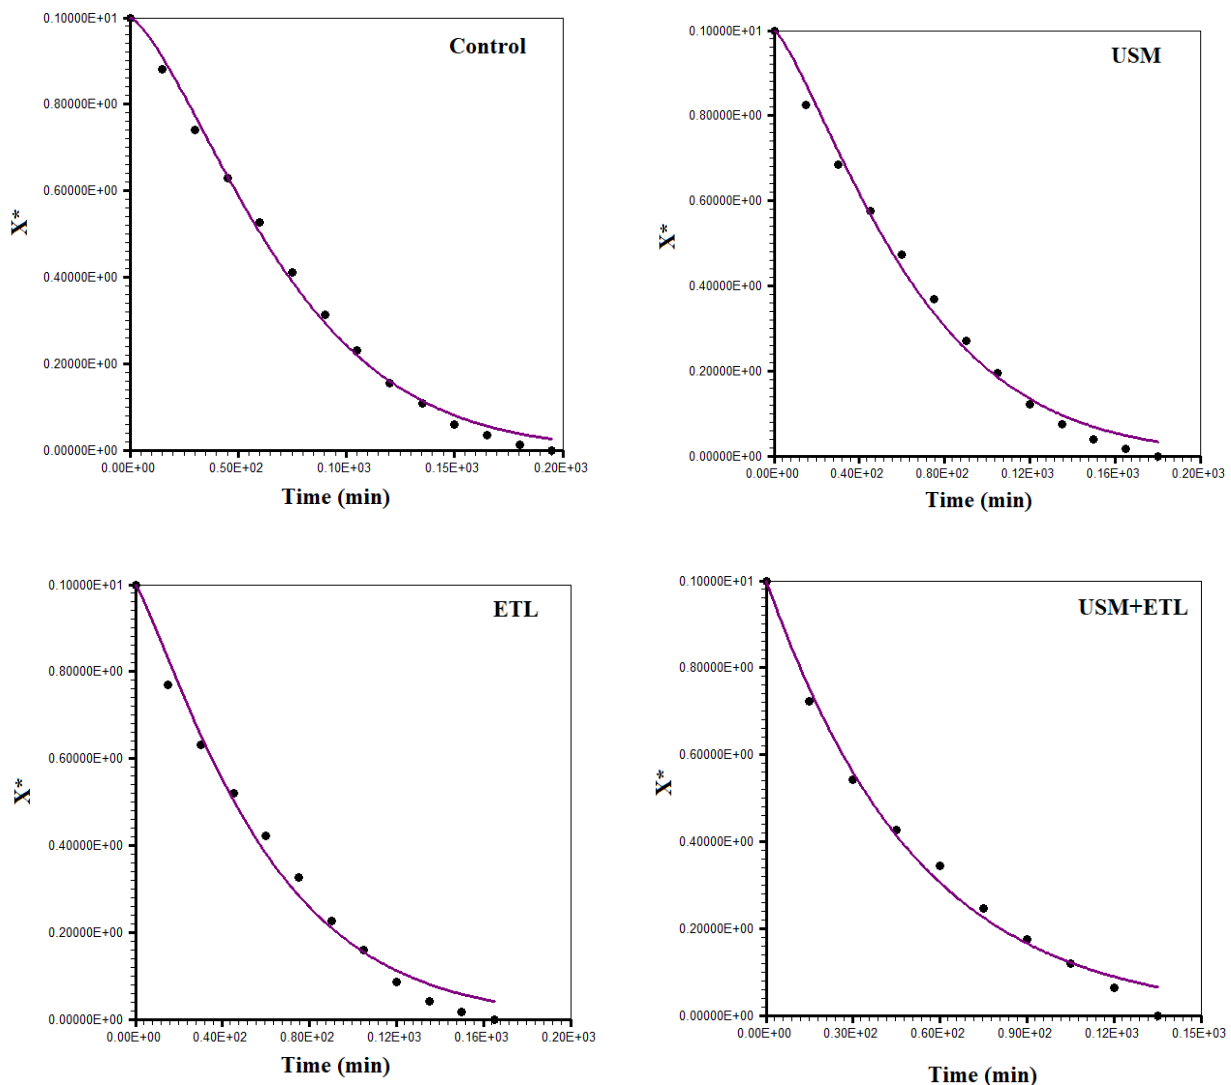 Control
0.10000E+01
0.80000E+00
0.60000E+00
0.40000E+00
0.20000E+00
0.00000E+00
X*
0.00E+00 0.50E+02 0.10E+03 0.15E+03 0.20E+03
Time (min)
USM
0.10000E+01
0.80000E+00
0.60000E+00
0.40000E+00
0.20000E+00
0.00000E+00
X*
0.00E+00 0.40E+02 0.80E+02 0.12E+03 0.16E+03 0.20E+03
Time (min)
ETL
0.10000E+01
0.80000E+00
0.60000E+00
0.40000E+00
0.20000E+00
0.00000E+00
X*
0.00E+00 0.40E+02 0.80E+02 0.12E+03 0.16E+03 0.20E+03
Time (min)
USM+ETL
0.10000E+01
0.80000E+00
0.60000E+00
0.40000E+00
0.20000E+00
0.00000E+00
X*
0.00E+00 0.30E+02 0.60E+02 0.90E+02 0.12E+03 0.15E+03
Time (min)